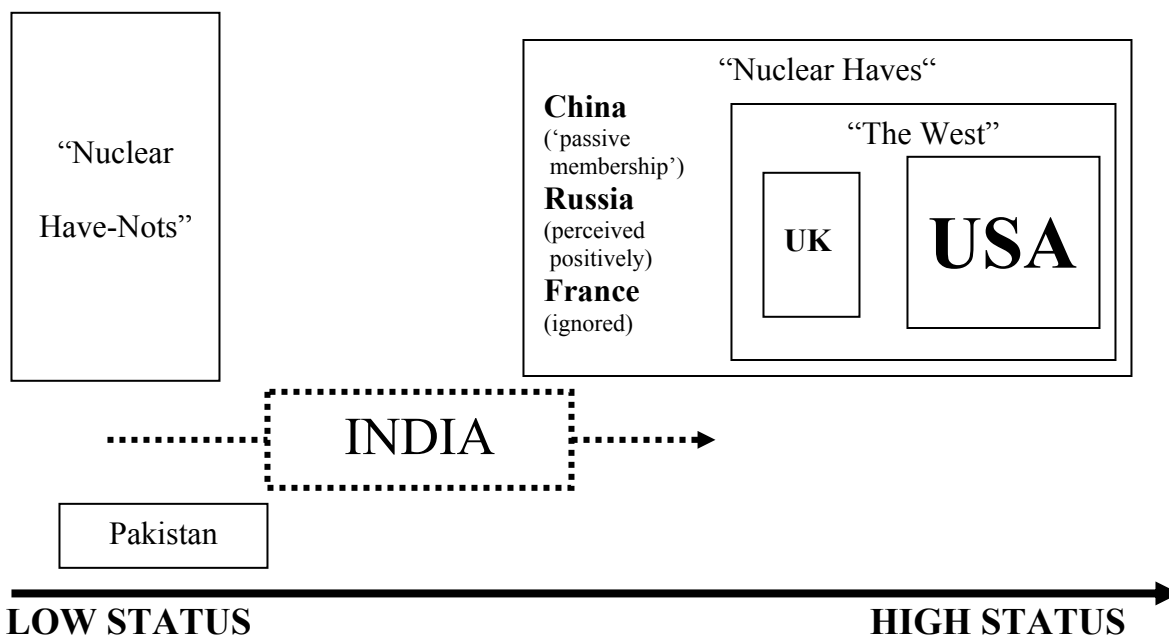 “Nuclear
Have-Nots”
“Nuclear Haves“
China
(‘passive
membership’)
Russia
(perceived
positively)
France
(ignored)
“The West”
UK
USA
INDIA
Pakistan
LOW STATUS
HIGH STATUS